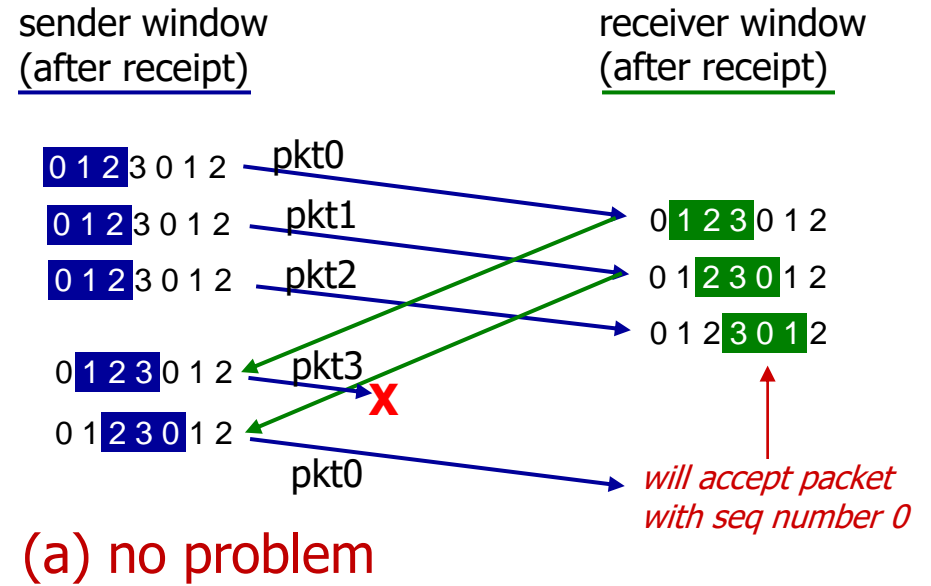 sender window
(after receipt)
receiver window
(after receipt)
0 1 2 3 0 1 2
pkt0
0 1 2 3 0 1 2
pkt1
0 1 2 3 0 1 2
0 1 2 3 0 1 2
pkt2
0 1 2 3 0 1 2
0 1 2 3 0 1 2
0 1 2 3 0 1 2
pkt3
X
0 1 2 3 0 1 2
pkt0
will accept packet
with seq number 0
(a) no problem